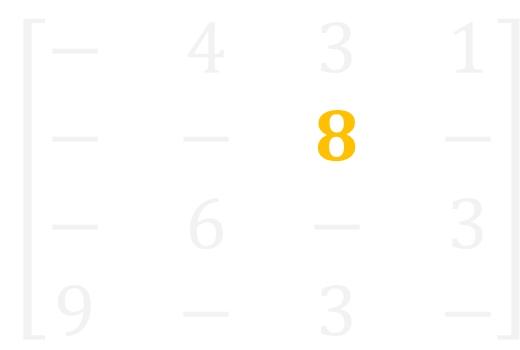 — 4 3 1
— — 8 —
— 6 — 3
9 — 3 —